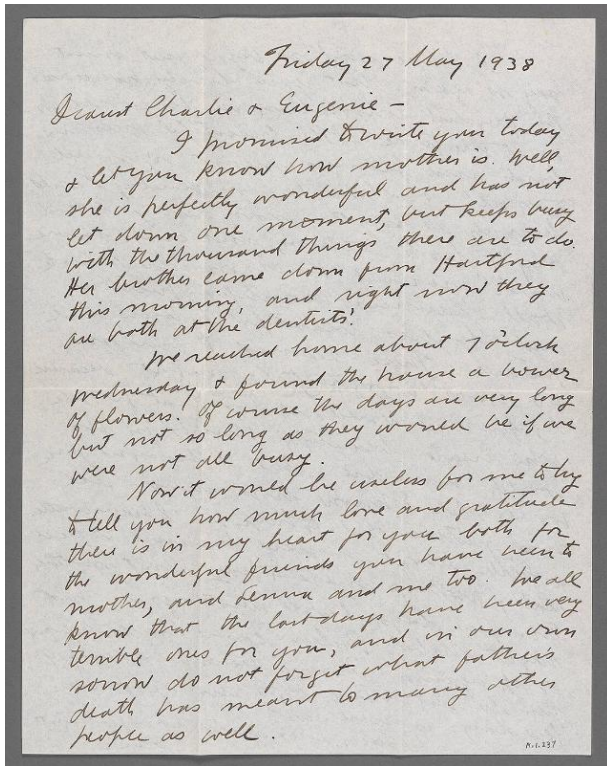 Friday 27 May 1938
Dearest Charlie & Eugenie –
I promised to write you today
& let you know how mother is. Well,
she is perfectly wonderful and has not
let down one moment, but keeps busy
with the thousand things there are to do.
Her brother came down from Hartford
this morning, and right now they
are both at the dentists'.
We reached home about 7 o'clock
Wednesday & found the house a bower
of flowers. Of course the days are very long
but not so long as they would be if we
were not all busy.
Now it would be useless for me to try
to tell you how much love and gratitude
there is in my heart for you both for
the wonderful friends you have been to
mother, and and me too. We all
know that the last days have been very
terrible ones for you, and in our own
sorrow do not forget what father's
death has meant to many other
people as well.
A.1.237